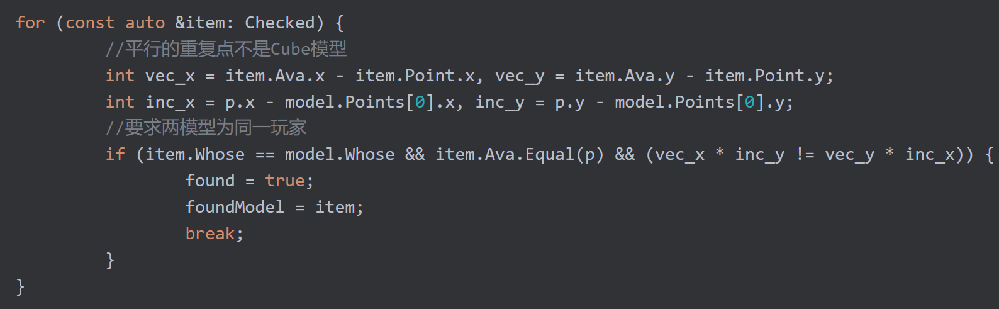 for (const auto &item: Checked) {
//平行的重复点不是Cube模型
int vec_x = item.Ava.x - item.Point.x, vec_y = item.Ava.y - item.Point.y;
int inc_x = p.x - model.Points[0].x, inc_y = p.y - model.Points[0].y;
//要求两模型为同一玩家
if (item.Whose == model.Whose && item.Ava.Equal(p) && (vec_x * inc_y != vec_y * inc_x)) {
found = true;
foundModel = item;
break;
}
}